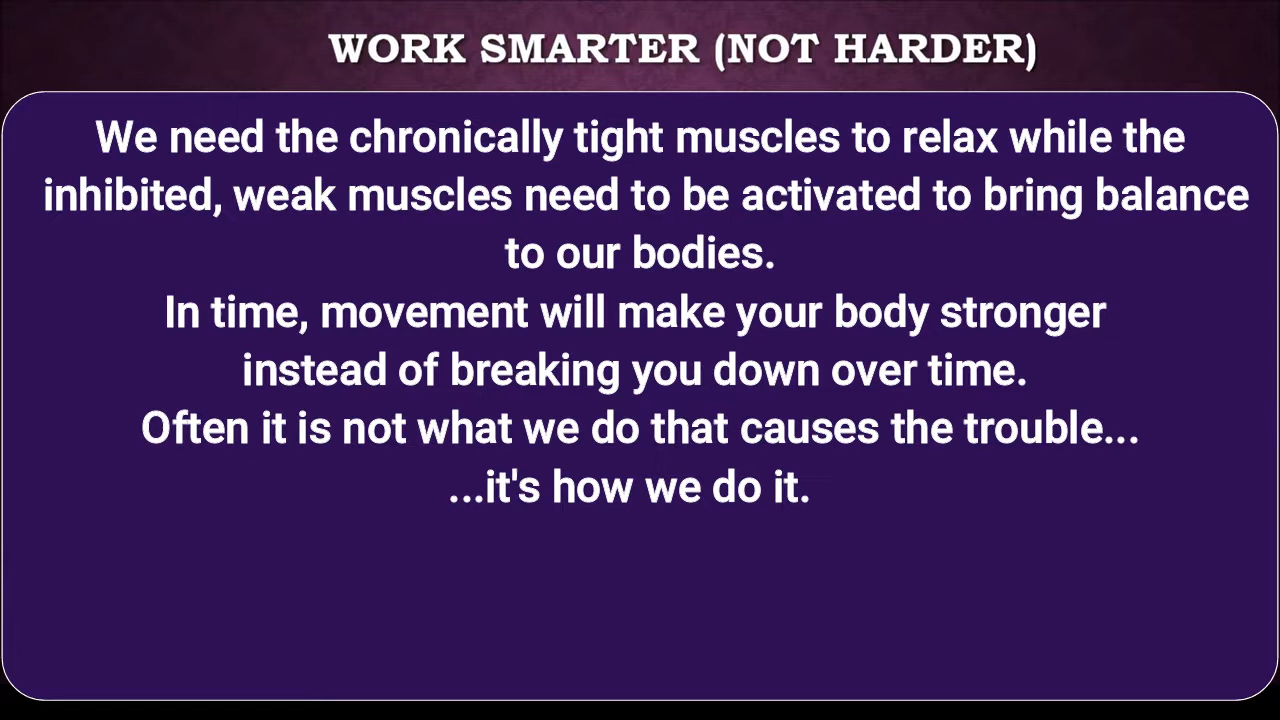 WORK SMARTER (NOT HARDER)
We need the chronically tight muscles to relax while the
inhibited, weak muscles need to be activated to bring balance
to our bodies.
In time, movement will make your body stronger
instead of breaking you down over time.
Often it is not what we do that causes the trouble...
...it's how we do it.